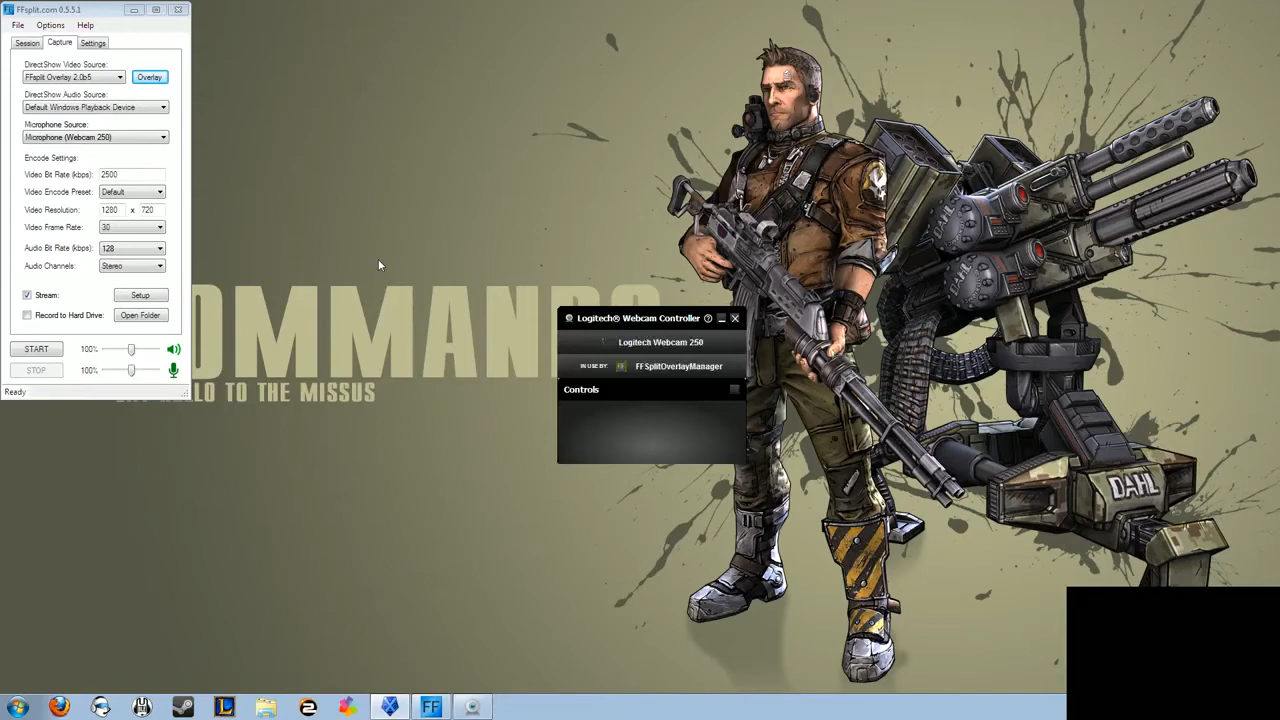 FFsplit.com 0.5.5.1
File Options Help
Session Capture Settings
DirectShow Video Source:
FFsplit Overlay 2.0b5 Overlay
DirectShow Audio Source:
Default Windows Playback Device
Microphone Source:
Microphone (Webcam 250)
Encode Settings:
Video Bit Rate (kbps): 2500
Video Encode Preset: Default
Video Resolution: 1280 x 720
Video Frame Rate: 30
Audio Bit Rate (kbps): 128
Audio Channels: Stereo
Stream: Setup
Record to Hard Drive: Open Folder
START 100%
STOP 100%
Ready
OMMAND
LO TO THE MISSUS
Logitech® Webcam Controller
Logitech Webcam 250
IN USE BY: FFSplitOverlayManager
Controls
DAHL
DAHL
DAHL
FF